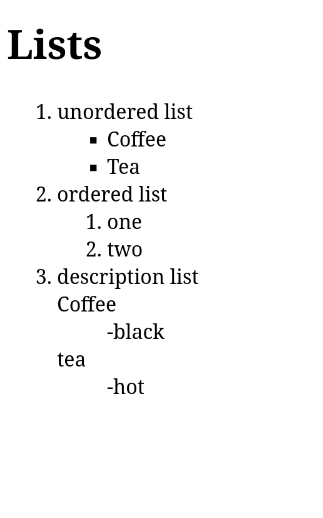 Lists
1. unordered list
▪ Coffee
▪ Tea
2. ordered list
1. one
2. two
3. description list
Coffee
-black
tea
-hot